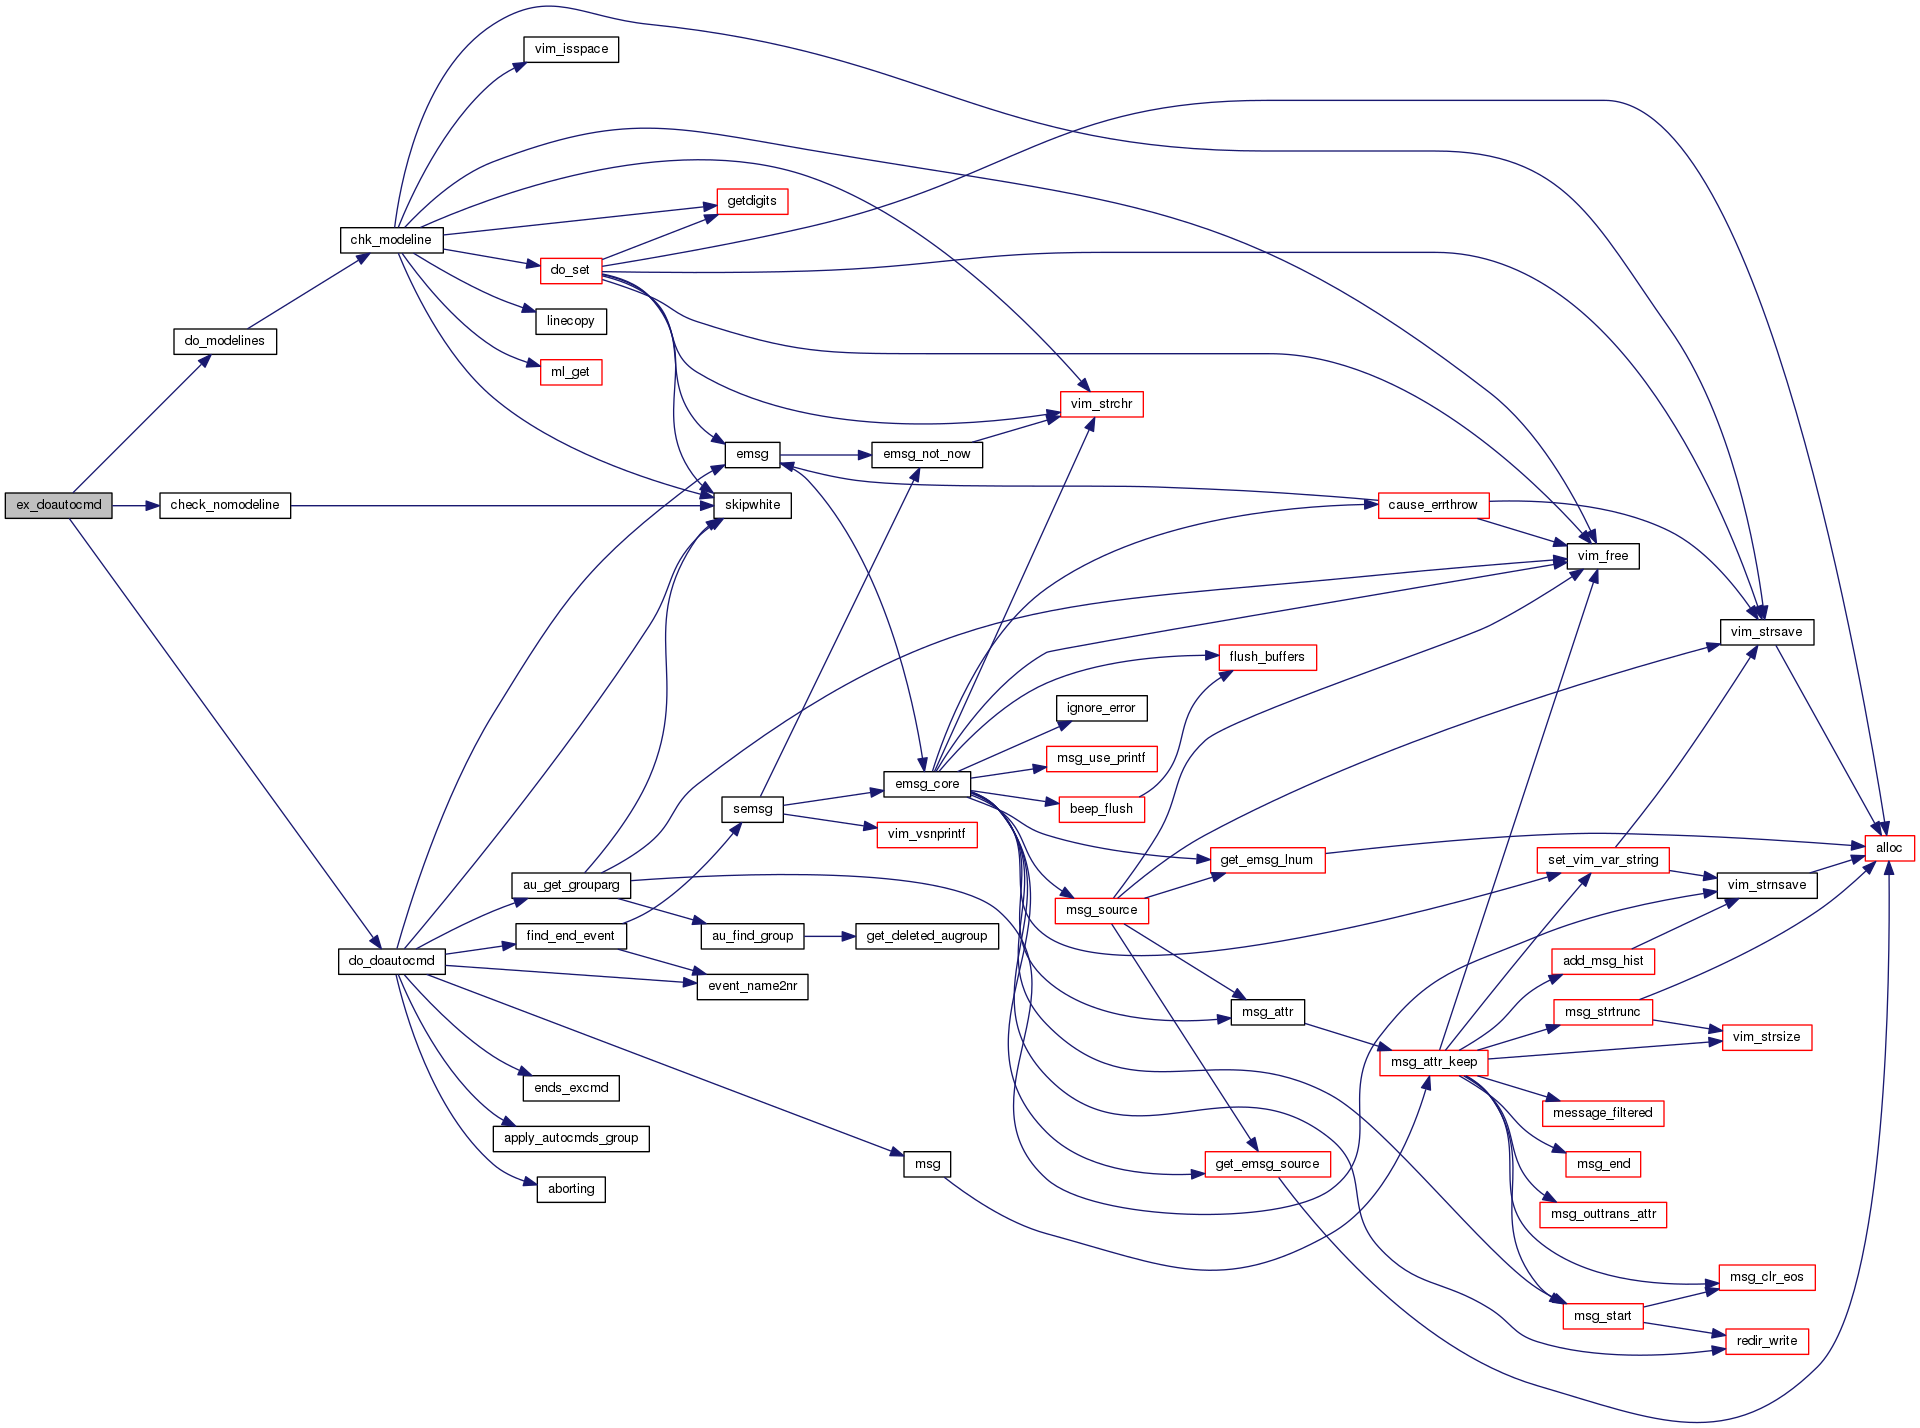 vim_isspace
getdigits
chk_modeline
do_set
linecopy
do_modelines
ml_get
vim_strchr
emsg
emsg_not_now
ex_doautocmd
check_nomodeline
skipwhite
cause_errthrow
vim_free
vim_strsave
flush_buffers
ignore_error
msg_use_printf
emsg_core
semsg
beep_flush
vim_vsnprintf
get_emsg_lnum
set_vim_var_string
alloc
au_get_grouparg
vim_strnsave
msg_source
find_end_event
au_find_group
get_deleted_augroup
do_doautocmd
add_msg_hist
event_name2nr
msg_attr
msg_strtrunc
vim_strsize
msg_attr_keep
ends_excmd
message_filtered
apply_autocmds_group
msg
get_emsg_source
msg_end
aborting
msg_outtrans_attr
msg_clr_eos
msg_start
redir_write